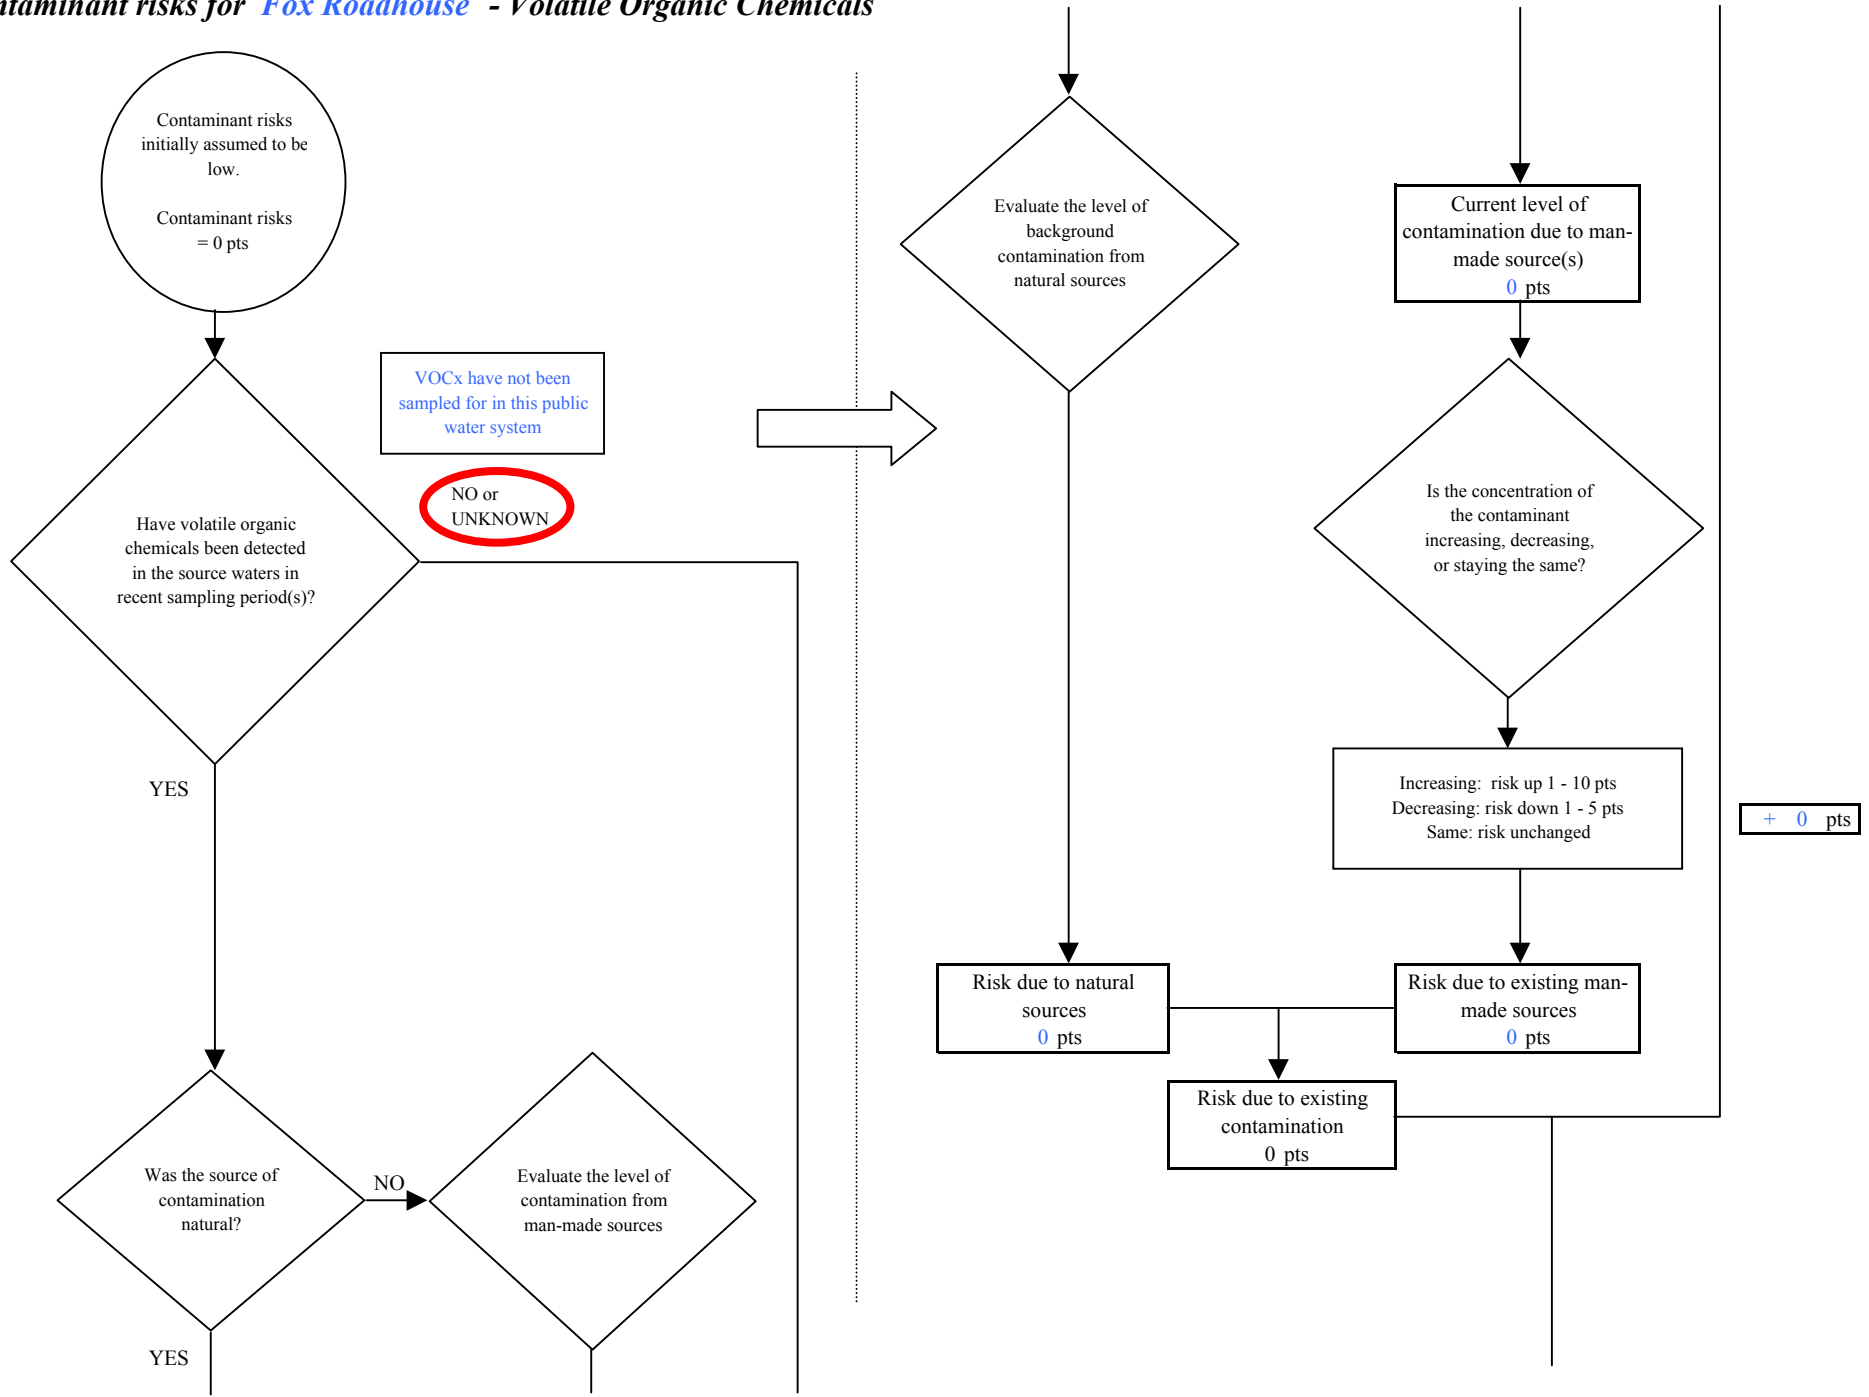 ntaminant risks for Fox Roadhouse - Volatile Organic Chemicals
Contaminant risks
initially assumed to be
low.
Contaminant risks
= 0 pts
VOCx have not been
sampled for in this public
water system
NO or
UNKNOWN
Have volatile organic
chemicals been detected
in the source waters in
recent sampling period(s)?
YES
Was the source of
contamination
natural?
NO
Evaluate the level of
contamination from
man-made sources
YES
Evaluate the level of
background
contamination from
natural sources
Current level of
contamination due to man-
made source(s)
0 pts
Is the concentration of
the contaminant
increasing, decreasing,
or staying the same?
Increasing: risk up 1 - 10 pts
Decreasing: risk down 1 - 5 pts
Same: risk unchanged
+ 0 pts
Risk due to natural
sources
0 pts
Risk due to existing man-
made sources
0 pts
Risk due to existing
contamination
0 pts